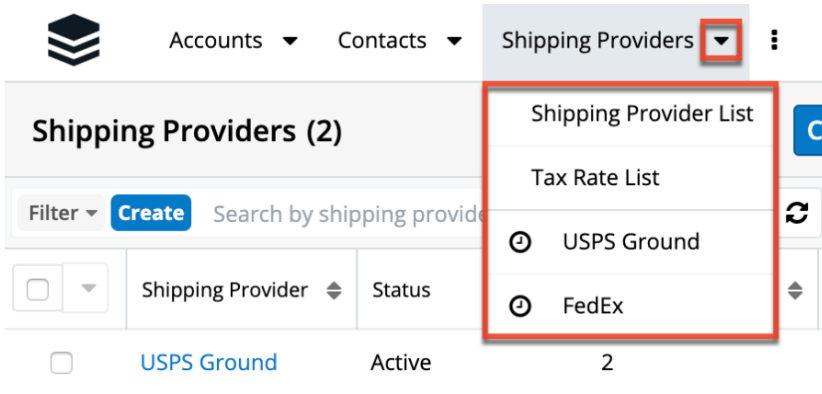 Accounts Contacts Shipping Providers
Shipping Providers (2)
Shipping Provider List
Tax Rate List
Filter Create Search by shipping
USPS Ground
Shipping Provider Status
FedEx
USPS Ground Active 2